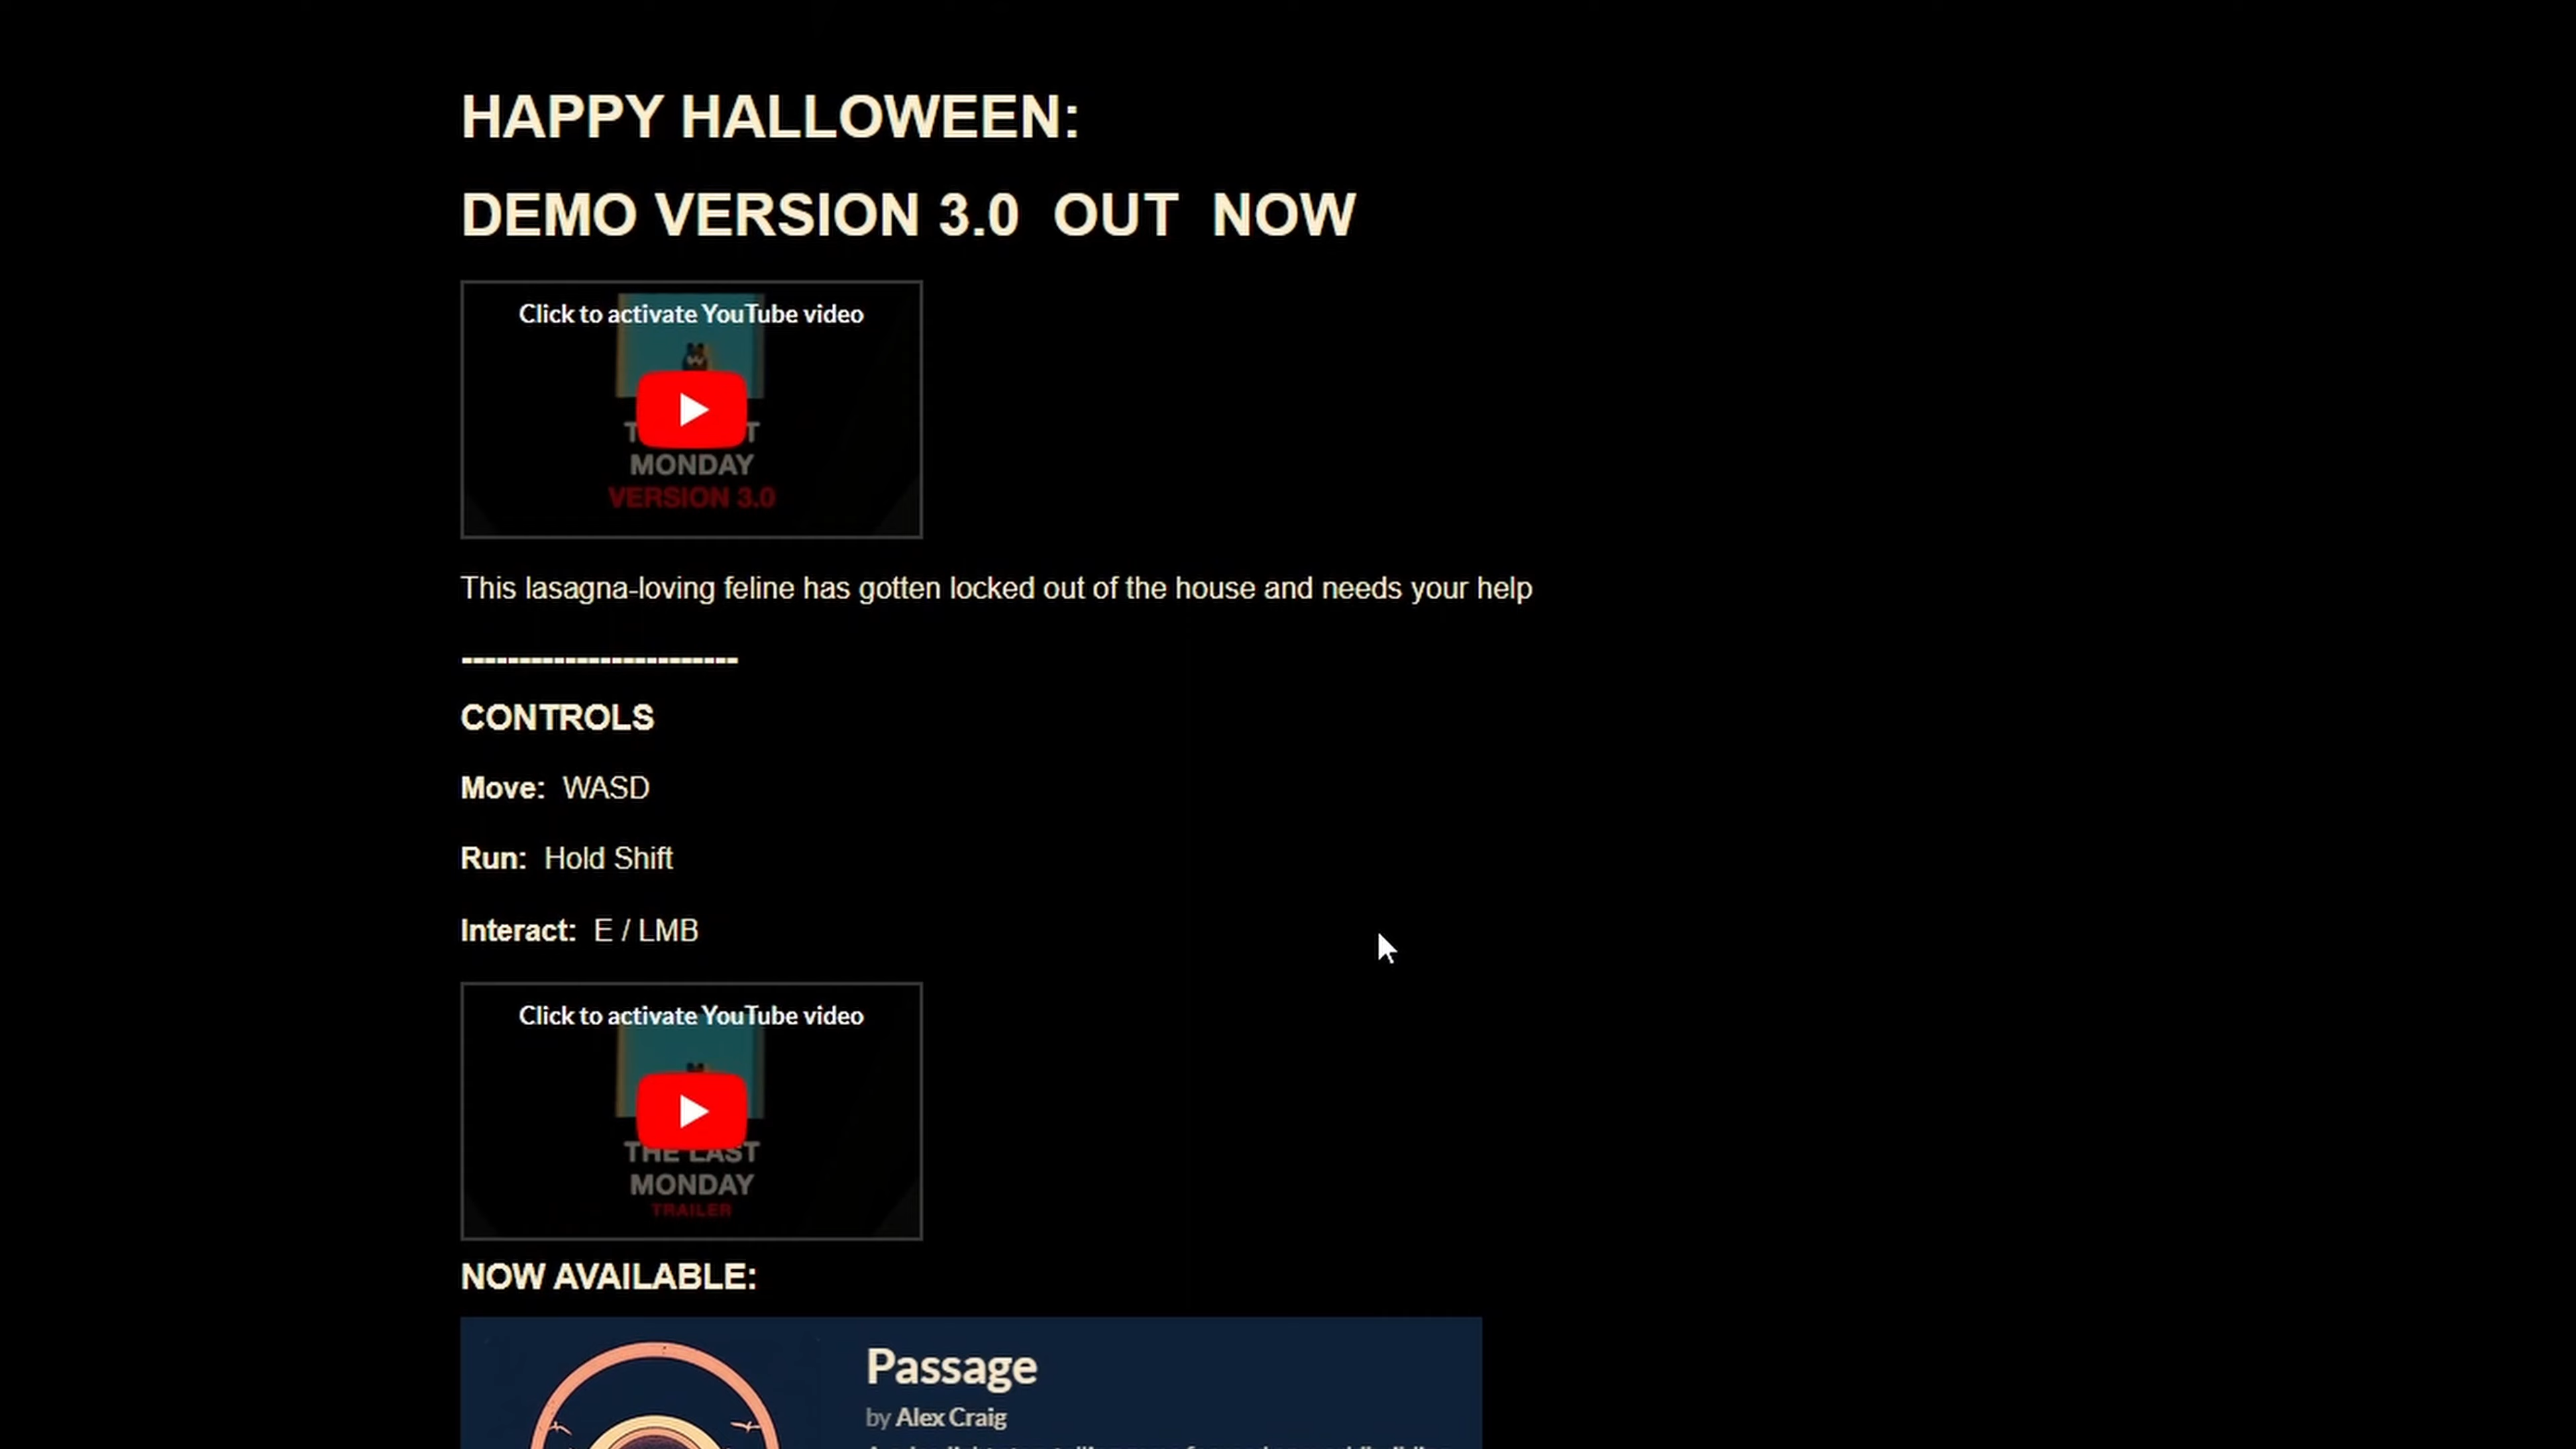 HAPPY HALLOWEEN:
DEMO VERSION 3.0 OUT NOW
Click to activate YouTube video
MONDAY
VERSION 3.0
This lasagna-loving feline has gotten locked out of the house and needs your help
------------------------
CONTROLS
Move: WASD
Run: Hold Shift
Interact: E / LMB
Click to activate YouTube video
THE LAST
MONDAY
TRAILER
NOW AVAILABLE:
Passage
by Alex Craig